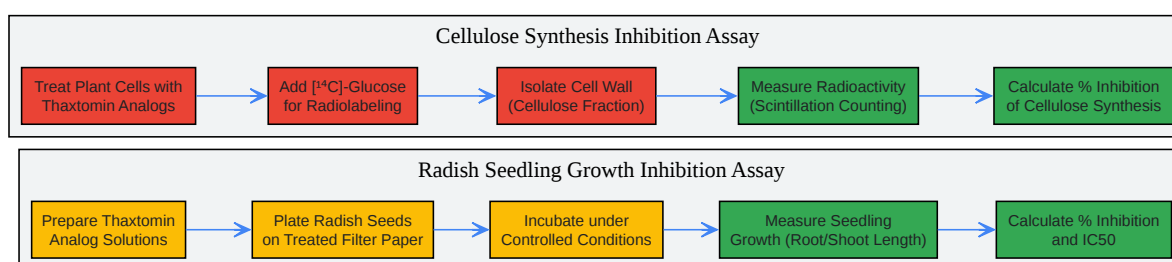 Cellulose Synthesis Inhibition Assay
Treat Plant Cells with
Thaxtomin Analogs
Add [¹⁴C]-Glucose
for Radiolabeling
Isolate Cell Wall
(Cellulose Fraction)
Measure Radioactivity
(Scintillation Counting)
Calculate % Inhibition
of Cellulose Synthesis
Radish Seedling Growth Inhibition Assay
Prepare Thaxtomin
Analog Solutions
Plate Radish Seeds
on Treated Filter Paper
Incubate under
Controlled Conditions
Measure Seedling
Growth (Root/Shoot Length)
Calculate % Inhibition
and IC50